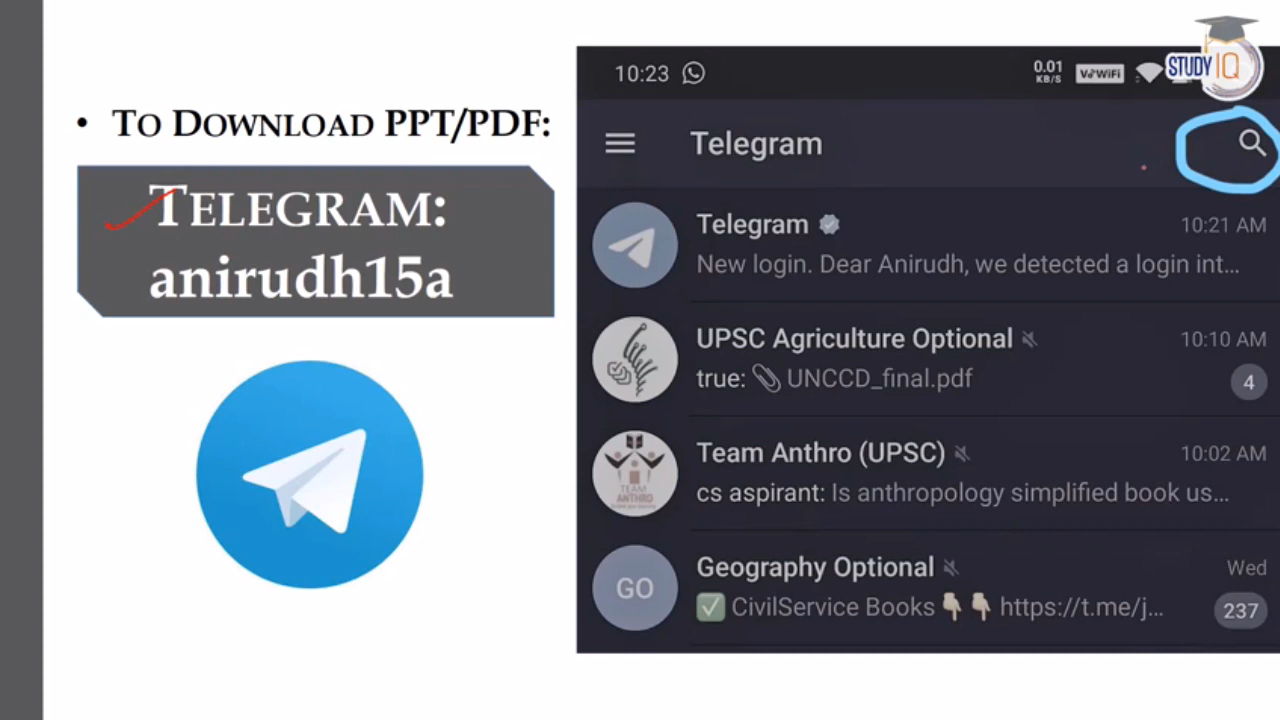 • TO DOWNLOAD PPT/PDF:
TELEGRAM:
anirudh15a
10:23
0.01
KB/S
VoWiFi
STUDY IQ
Telegram
Telegram
10:21 AM
New login. Dear Anirudh, we detected a login int...
UPSC Agriculture Optional
10:10 AM
true: 📎 UNCCD_final.pdf
4
TEAM
ANTHRO
Team Anthro (UPSC)
10:02 AM
cs aspirant: Is anthropology simplified book us...
GO
Geography Optional
Wed
✅ CivilService Books 👇🏻👇🏻 https://t.me/j...
237